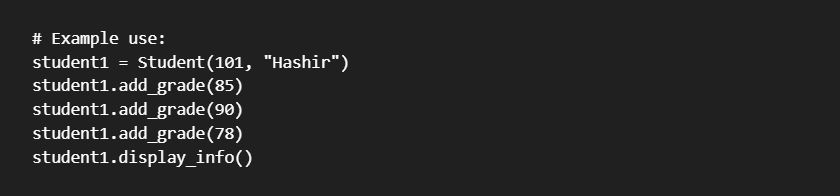 # Example use:
student1 = Student(101, "Hashir")
student1.add_grade(85)
student1.add_grade(90)
student1.add_grade(78)
student1.display_info()